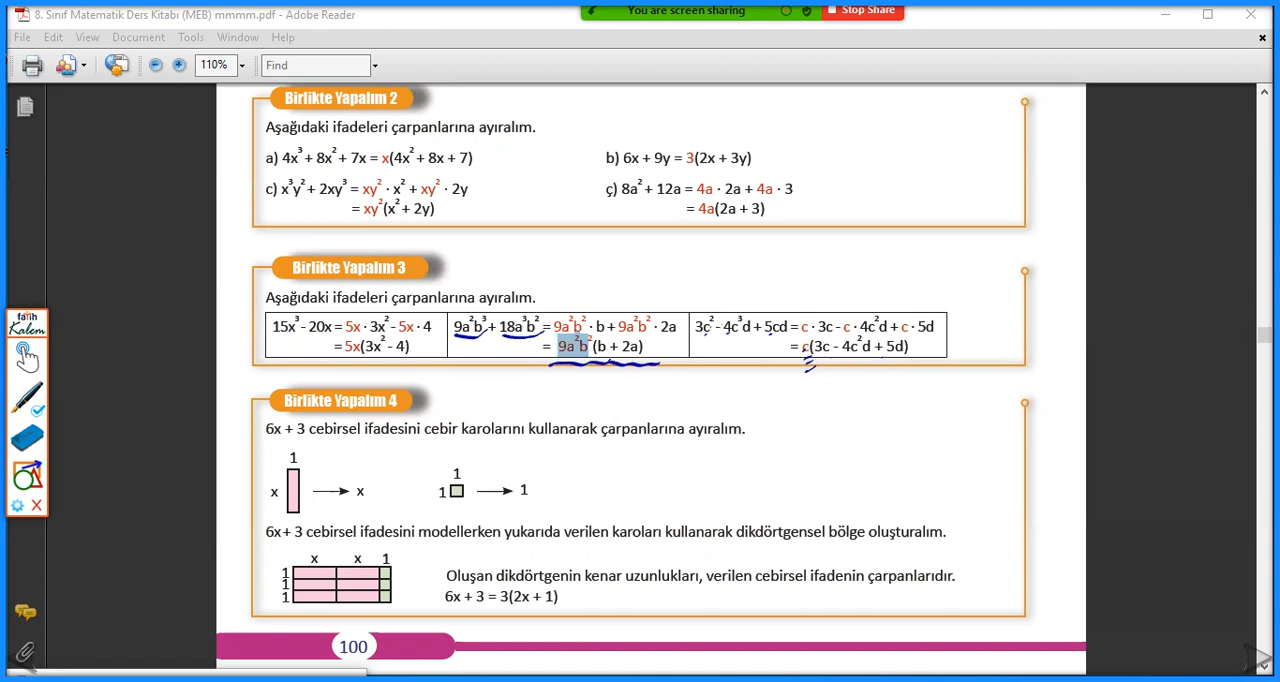 8. Sınıf Matematik Ders Kitabı (MEB) mmmm.pdf - Adobe Reader
You are screen sharing
Stop Share
File Edit View Document Tools Window Help
110%
Find
Birlikte Yapalım 2
Aşağıdaki ifadeleri çarpanlarına ayıralım.
a) 4x³ + 8x² + 7x = x(4x² + 8x + 7)
b) 6x + 9y = 3(2x + 3y)
c) x³y² + 2xy³ = xy² · x² + xy² · 2y
= xy²(x² + 2y)
ç) 8a² + 12a = 4a · 2a + 4a · 3
= 4a(2a + 3)
Birlikte Yapalım 3
Aşağıdaki ifadeleri çarpanlarına ayıralım.
15x³ - 20x = 5x · 3x² - 5x · 4
= 5x(3x² - 4)
9a²b³ + 18a³b² = 9a²b² · b + 9a²b² · 2a
= 9a²b² (b + 2a)
3c² - 4c³d + 5cd = c · 3c - c · 4c²d + c · 5d
= c(3c - 4c²d + 5d)
Birlikte Yapalım 4
6x + 3 cebirsel ifadesini cebir karolarını kullanarak çarpanlarına ayıralım.
1
x → x
1
1 → 1
6x+ 3 cebirsel ifadesini modellerken yukarıda verilen karoları kullanarak dikdörtgensel bölge oluşturalım.
x x 1
1
1
1
Oluşan dikdörtgenin kenar uzunlukları, verilen cebirsel ifadenin çarpanlarıdır.
6x + 3 = 3(2x + 1)
100
fatih
Kalem